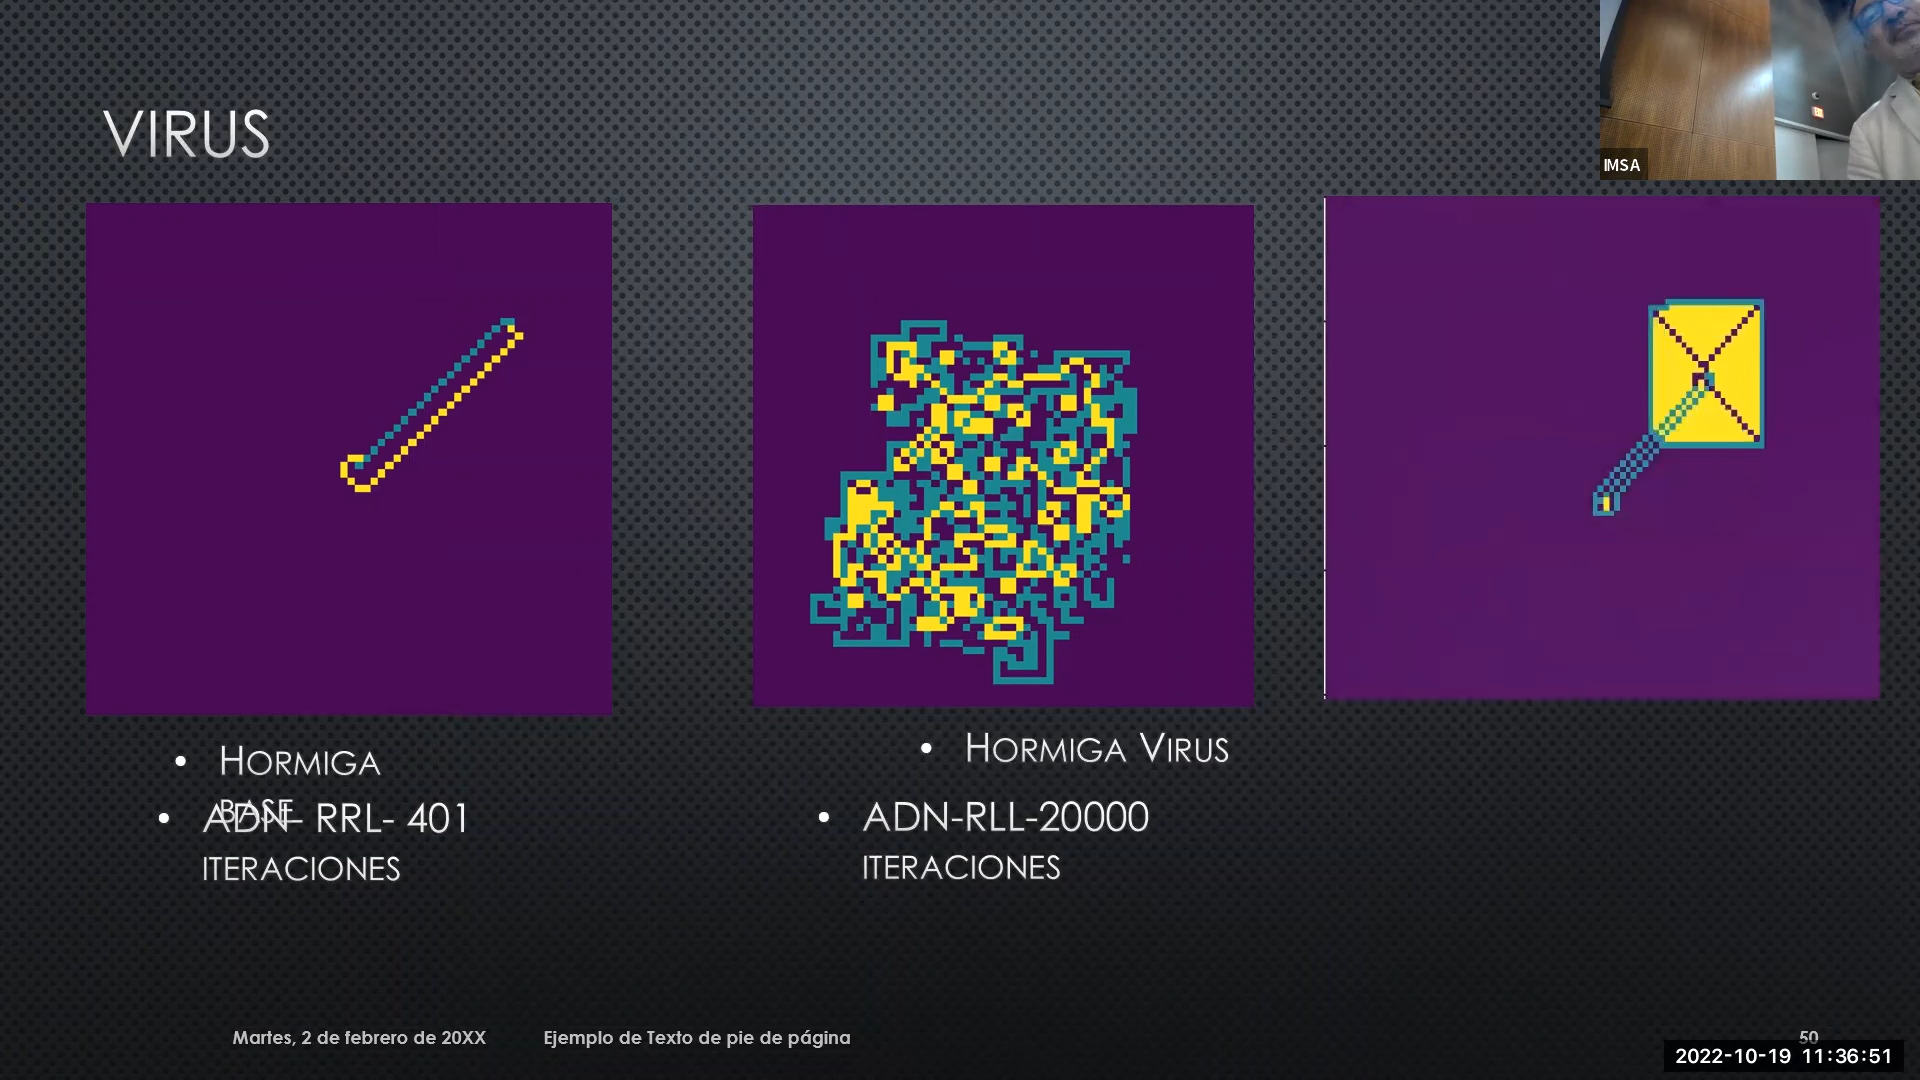 VIRUS
IMSA
• HORMIGA
BASE
• ADN- RRL- 401
ITERACIONES
• HORMIGA VIRUS
• ADN-RLL-20000
ITERACIONES
Martes, 2 de febrero de 20XX
Ejemplo de Texto de pie de página
50
2022-10-19 11:36:51